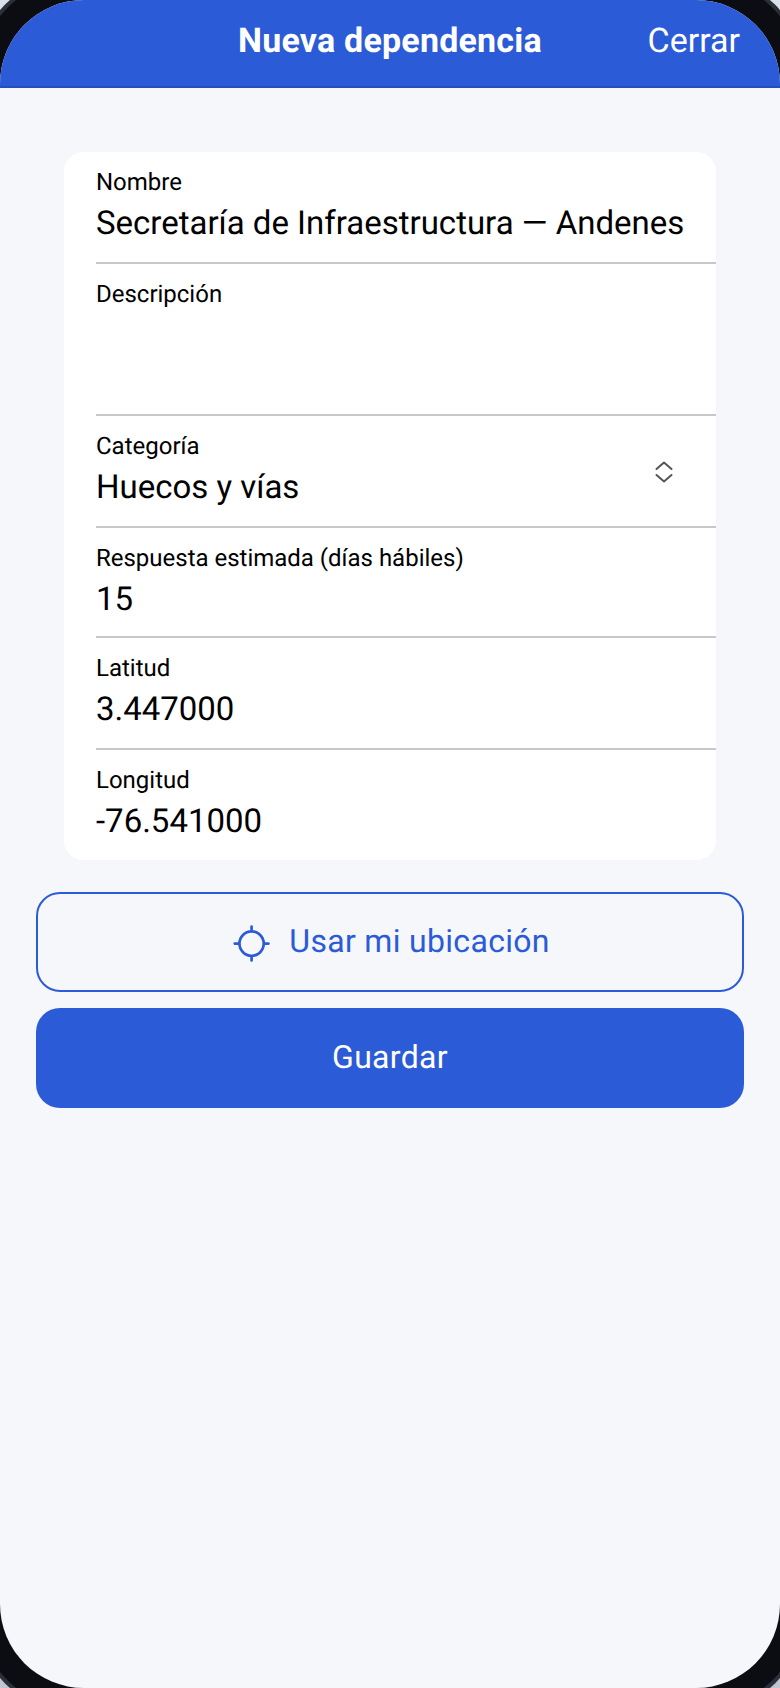 Nueva dependencia
Cerrar
Nombre
Secretaría de Infraestructura — Andenes
Descripción
Categoría
Huecos y vías
Respuesta estimada (días hábiles)
15
Latitud
3.447000
Longitud
-76.541000
Usar mi ubicación
Guardar